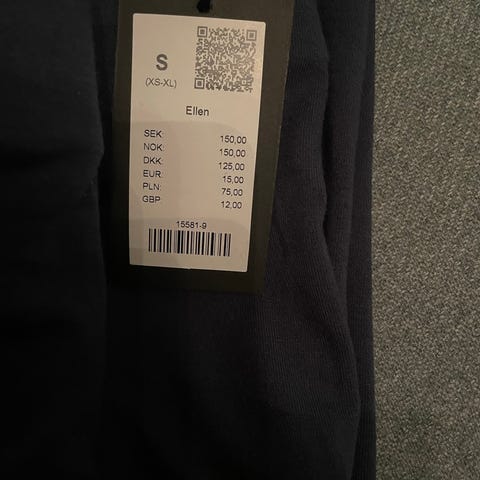 S
(XS-XL)
Ellen
SEK: 150,00
NOK: 150,00
DKK: 125,00
EUR: 15,00
PLN: 75,00
GBP 12,00
15581-9